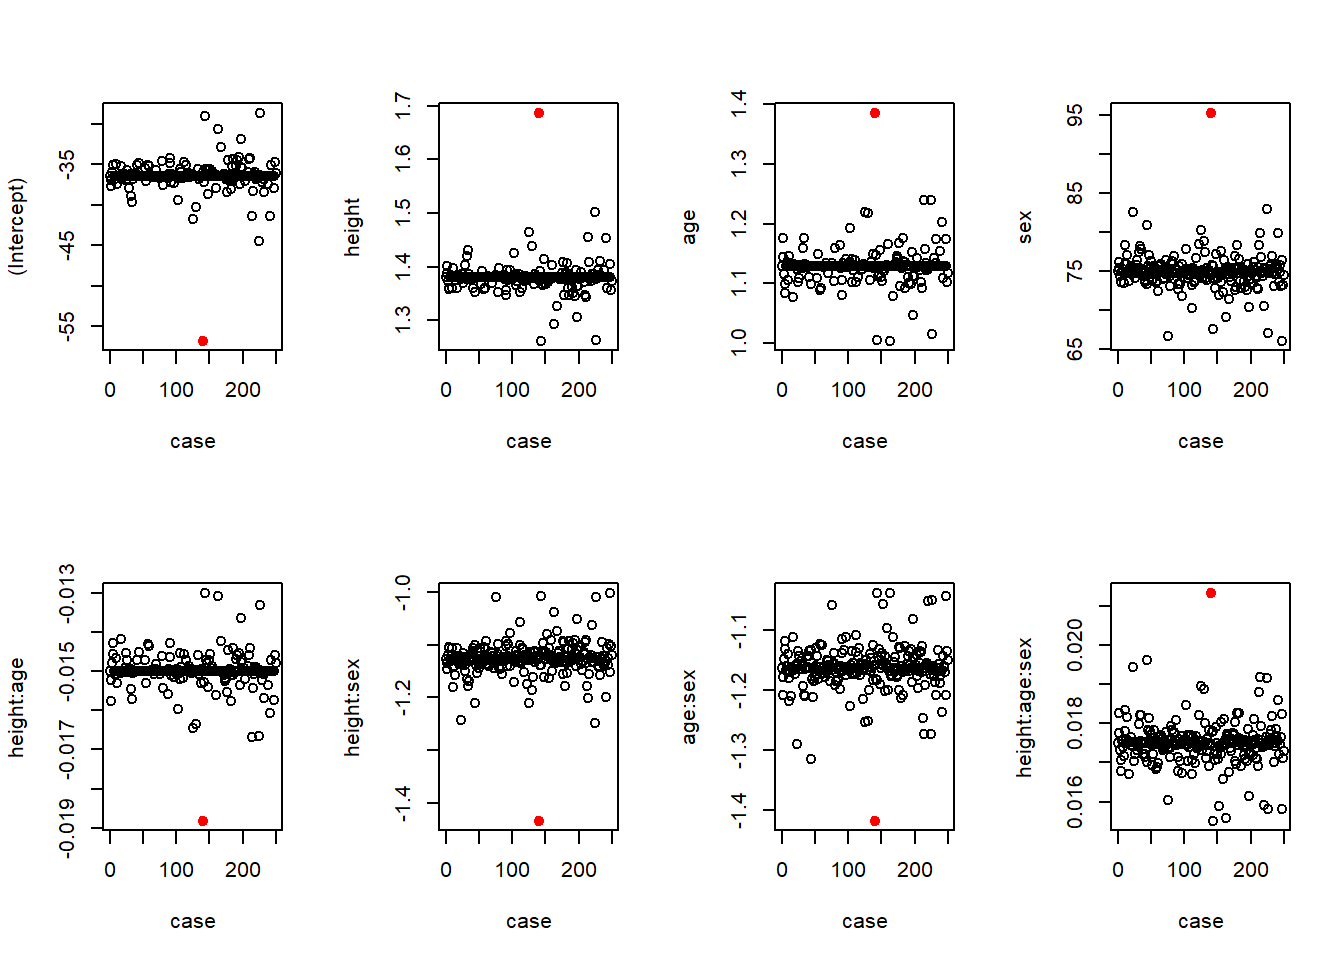 (Intercept)
-35
-45
-55
0 100 200
case
height
1.7
1.6
1.5
1.4
1.3
0 100 200
case
age
1.4
1.3
1.2
1.1
1.0
0 100 200
case
sex
95
85
75
65
0 100 200
case
height:age
-0.013
-0.015
-0.017
-0.019
0 100 200
case
height:sex
-1.0
-1.2
-1.4
0 100 200
case
age:sex
-1.1
-1.2
-1.3
-1.4
0 100 200
case
height:age:sex
0.020
0.018
0.016
0 100 200
case